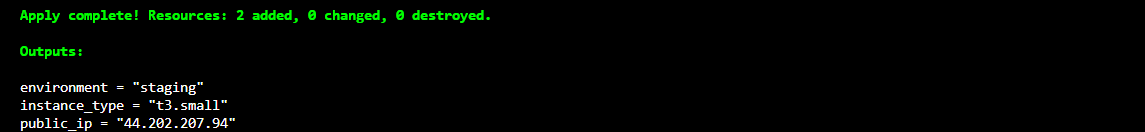 Apply complete! Resources: 2 added, 0 changed, 0 destroyed.
Outputs:
environment = "staging"
instance_type = "t3.small"
public_ip = "44.202.207.94"